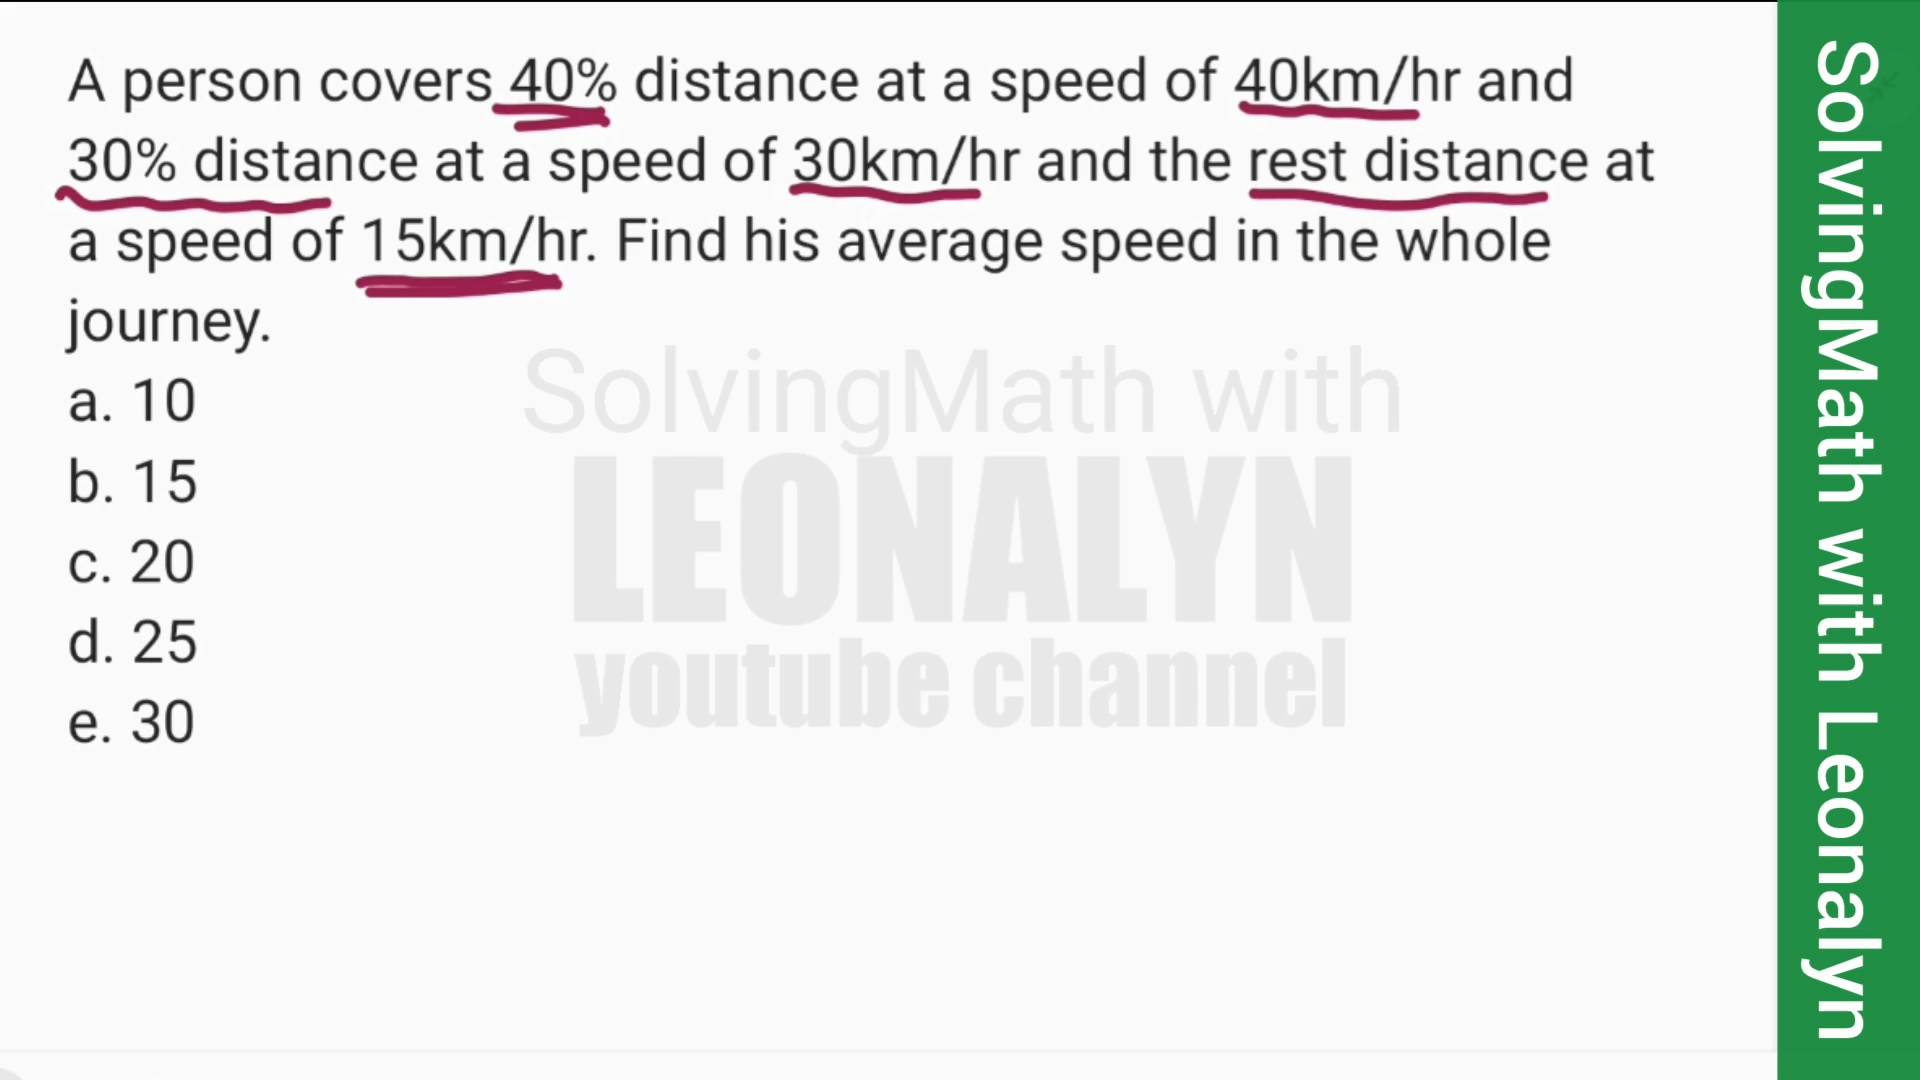 A person covers 40% distance at a speed of 40km/hr and
30% distance at a speed of 30km/hr and the rest distance at
a speed of 15km/hr. Find his average speed in the whole
journey.
a. 10
b. 15
c. 20
d. 25
e. 30
SolvingMath with
LEONALYN
youtube channel
SolvingMath with Leonalyn